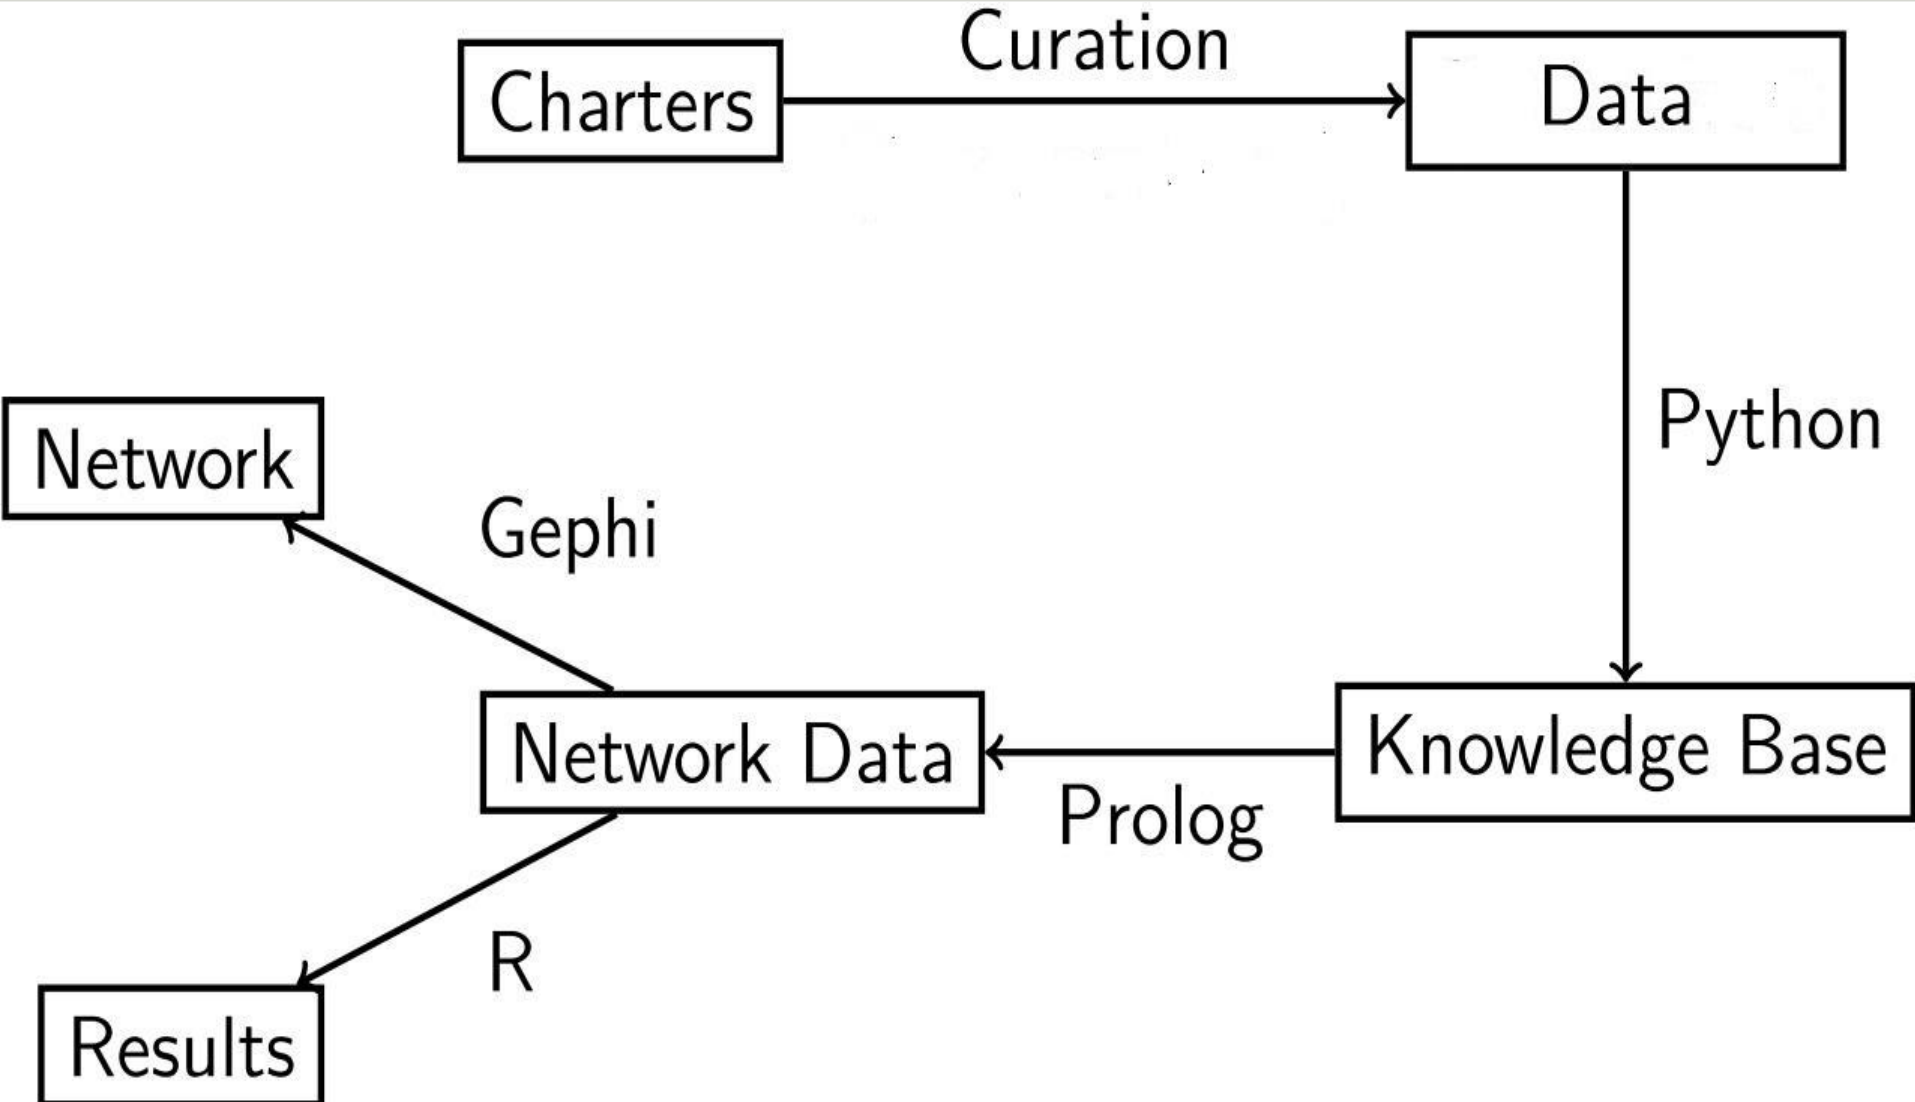 Curation
Charters
Data
Python
Network
Gephi
Network Data
Knowledge Base
Prolog
R
Results